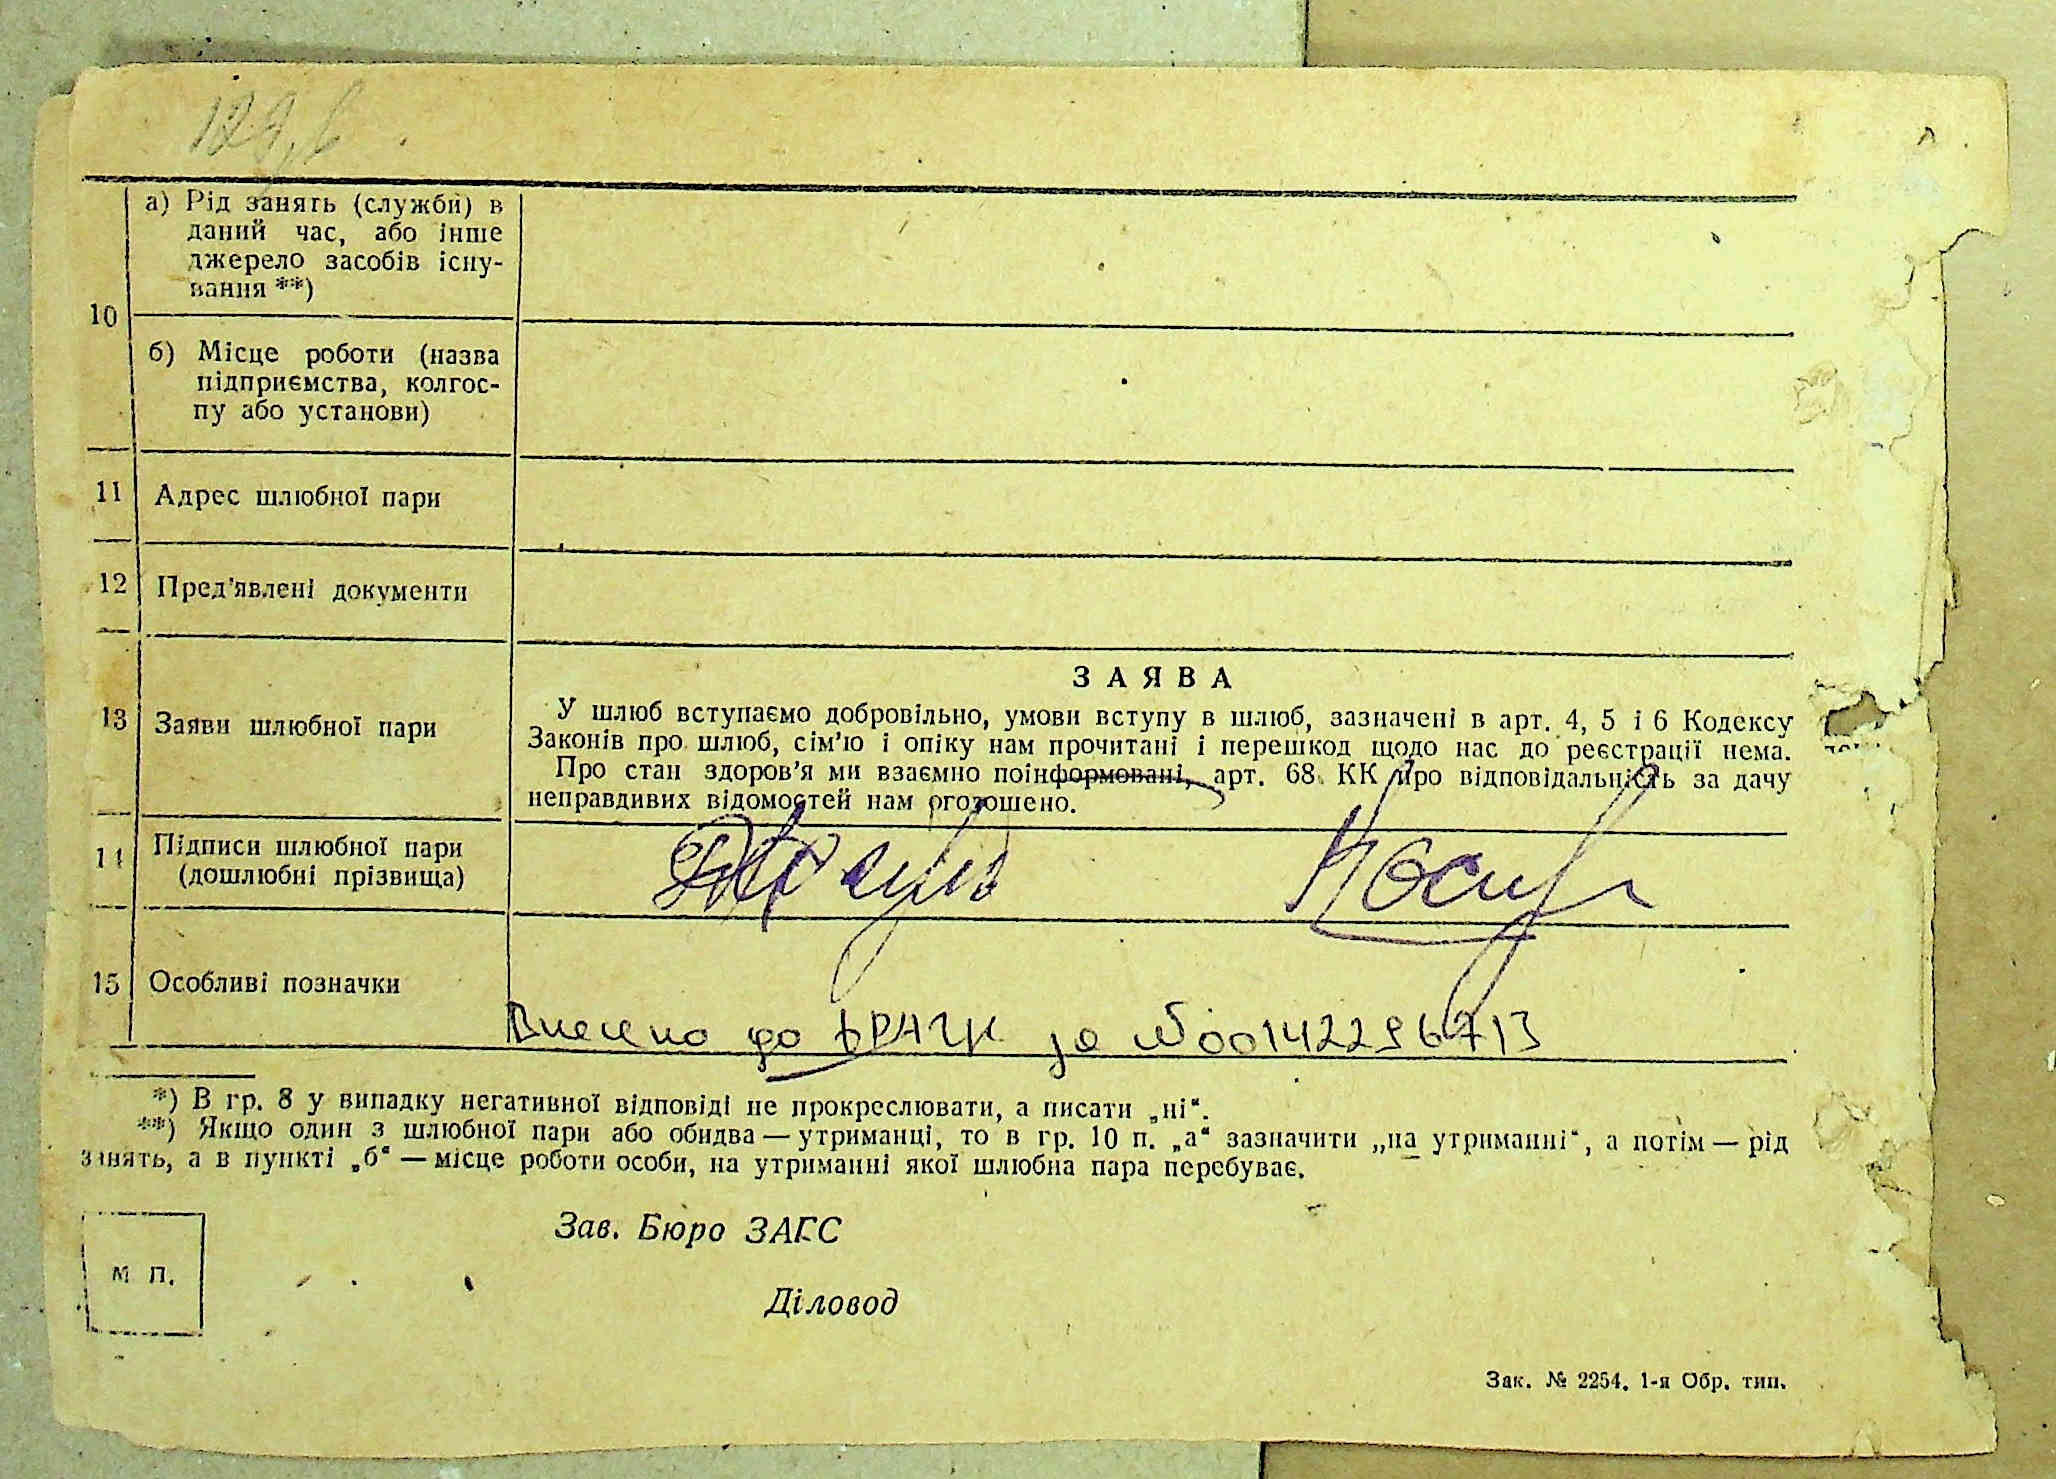 а) Рід занять (служби) в
даний час, або інше
джерело засобів існу-
вання **)
10
б) Місце роботи (назва
підприємства, колгос-
пу або установи)
11 Адрес шлюбної пари
12 Пред'явлені документи
13 Заяви шлюбної пари
ЗАЯВА
У шлюб вступаємо добровільно, умови вступу в шлюб, зазначені в арт. 4, 5 і 6 Кодексу
Законів про шлюб, сім'ю і опіку нам прочитані і перешкод щодо нас до реєстрації нема.
Про стан здоров'я ми взаємно поінформовані, арт. 68 КК про відповідальність за дачу
неправдивих відомостей нам оголошено.
14 Підписи шлюбної пари
(дошлюбні прізвища)
15 Особливі позначки
Внесено до ДРАЦС за №00142296713
*) В гр. 8 у випадку негативної відповіді не прокреслювати, а писати „ні“.
**) Якщо один з шлюбної пари або обидва — утриманці, то в гр. 10 п. „а“ зазначити „на утриманні“, а потім — рід
занять, а в пункті „б“ — місце роботи особи, на утриманні якої шлюбна пара перебуває.
Зав. Бюро ЗАГС
М П.
Діловод
Зак. № 2254. 1-я Обр. тип.